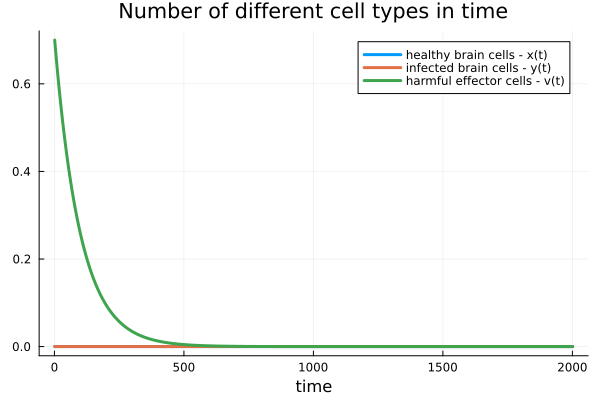 Number of different cell types in time
healthy brain cells - x(t)
infected brain cells - y(t)
harmful effector cells - v(t)
0.6
0.4
0.2
0.0
0 500 1000 1500 2000
time